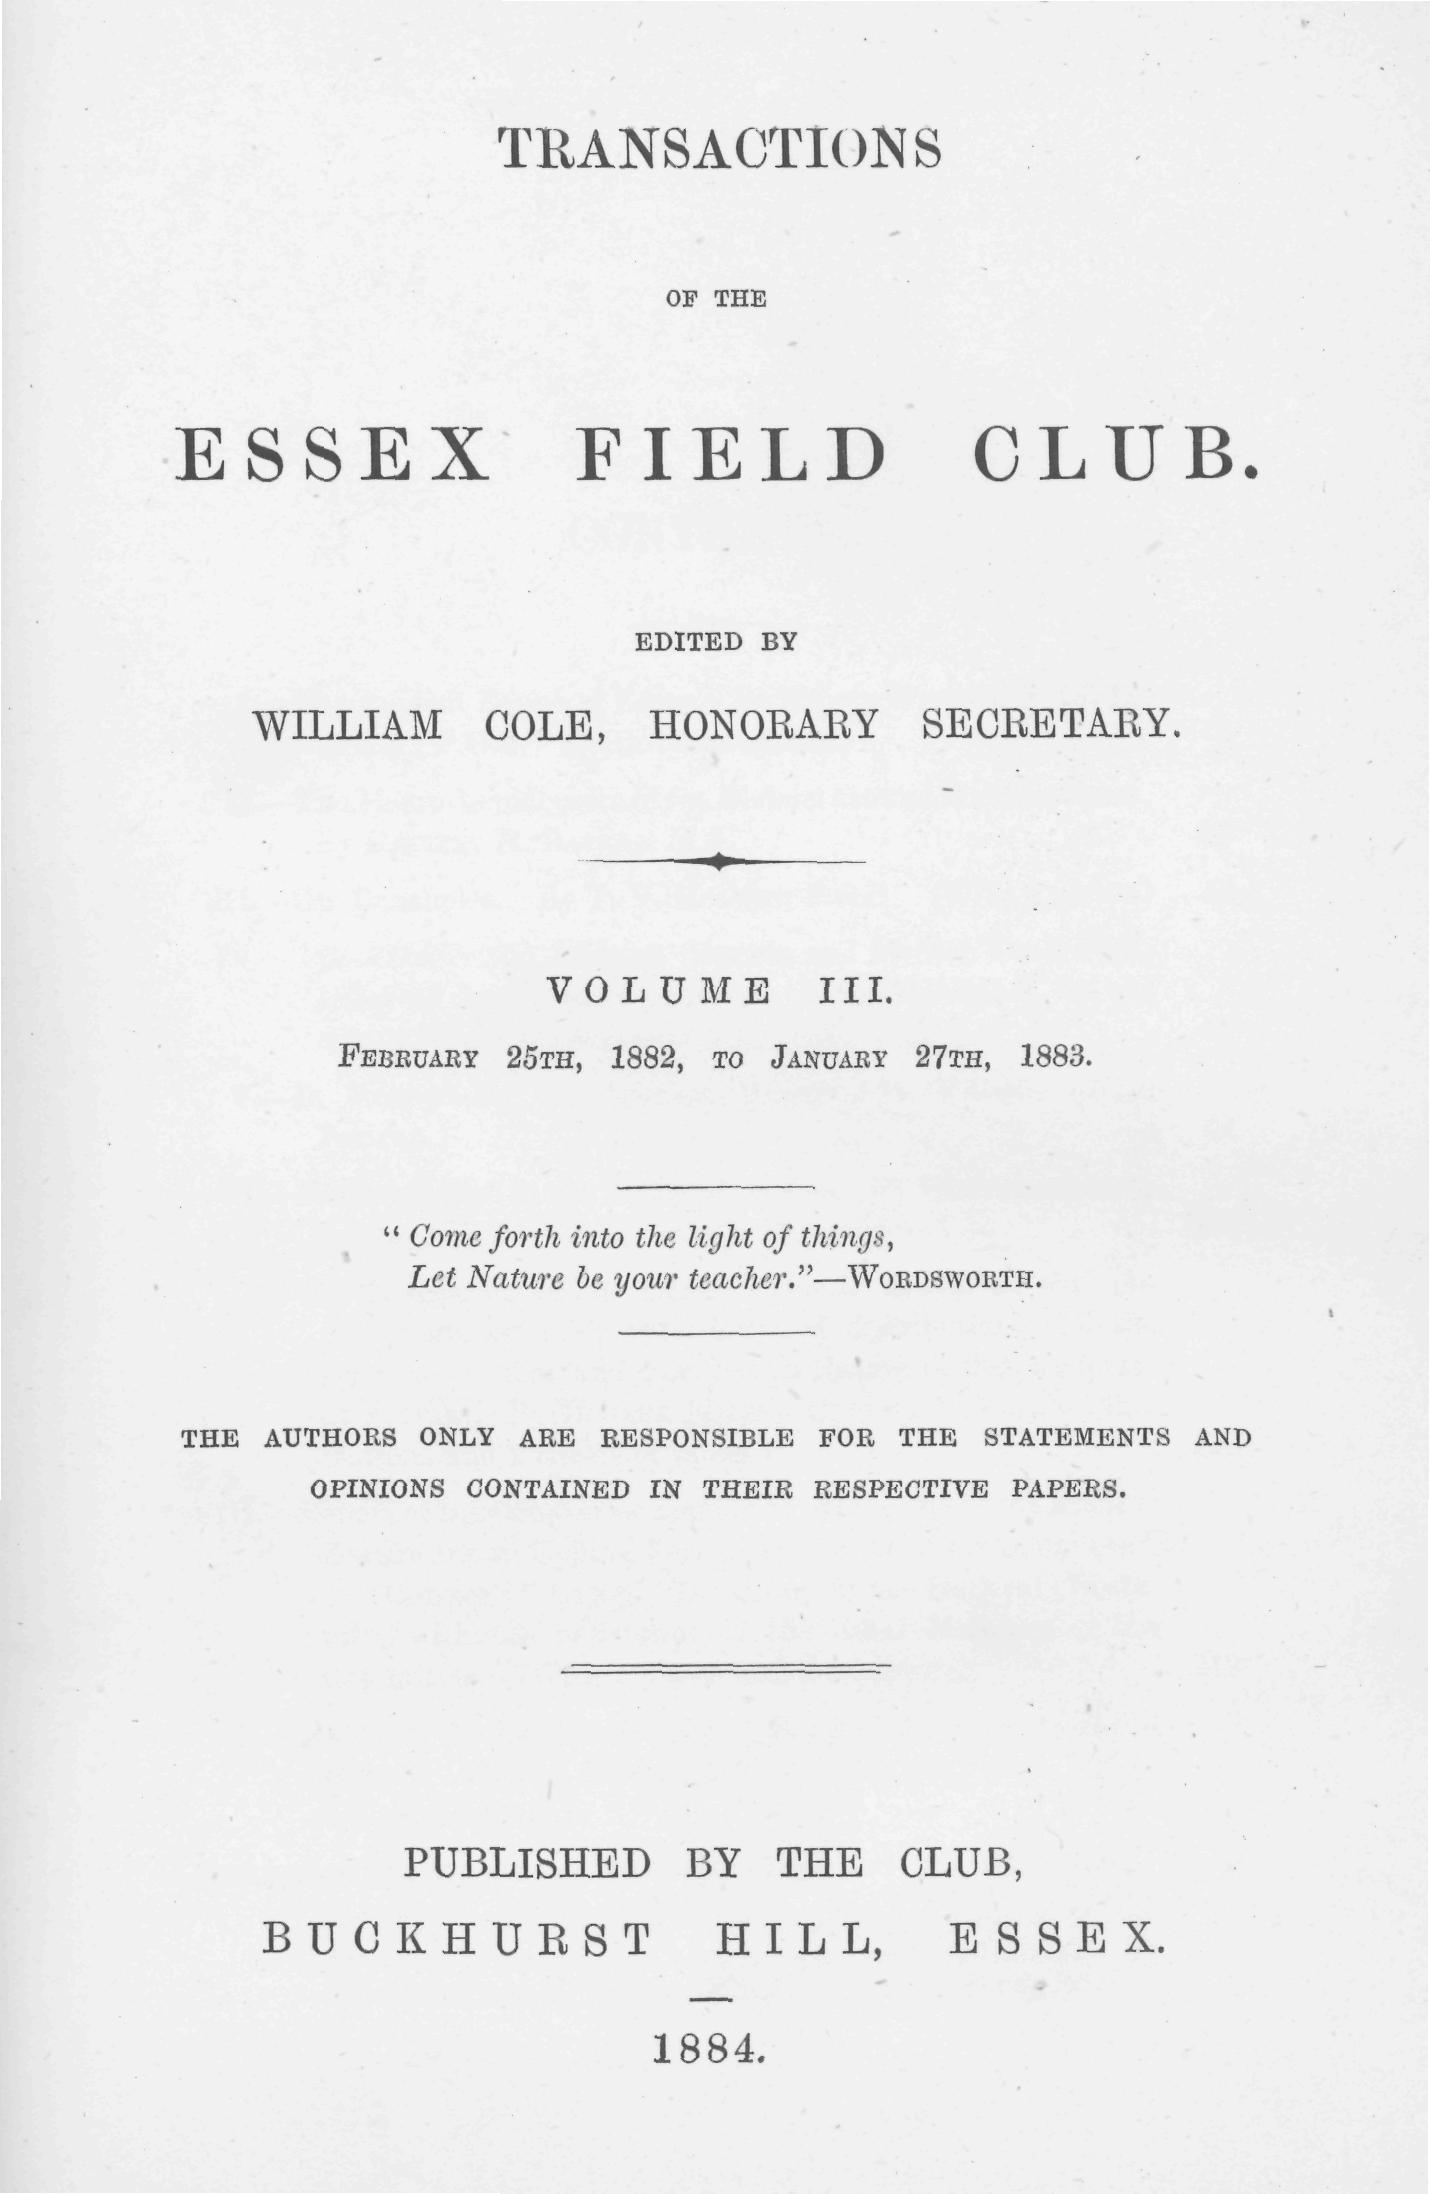 TRANSACTIONS
OF THE
ESSEX FIELD CLUB.
EDITED BY
WILLIAM COLE, HONORARY SECRETARY.
VOLUME III.
FEBRUARY 25TH, 1882, TO JANUARY 27TH, 1883.
“ Come forth into the light of things,
Let Nature be your teacher.”—WORDSWORTH.
THE AUTHORS ONLY ARE RESPONSIBLE FOR THE STATEMENTS AND
OPINIONS CONTAINED IN THEIR RESPECTIVE PAPERS.
PUBLISHED BY THE CLUB,
BUCKHURST HILL, ESSEX.
1884.